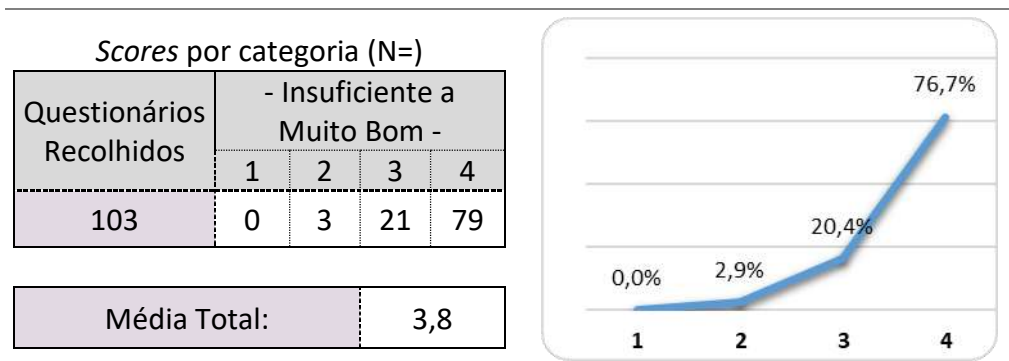 Scores por categoria (N=)
Questionários
Recolhidos
- Insuficiente a
Muito Bom -
1 2 3 4
103 0 3 21 79
Média Total: 3,8
76,7%
20,4%
2,9%
0,0%
1 2 3 4